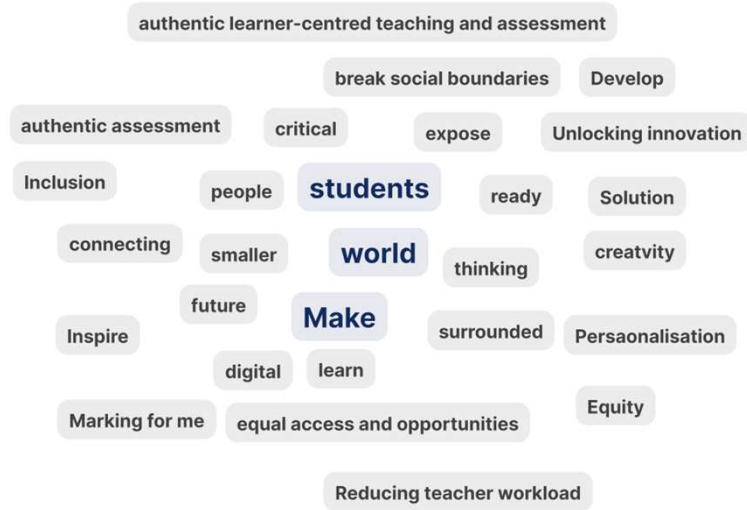 authentic learner-centred teaching and assessment
break social boundaries
Develop
authentic assessment
critical
expose
Unlocking innovation
Inclusion
people
students
ready
Solution
connecting
smaller
world
thinking
creatvity
future
Make
Inspire
surrounded
Persaonalisation
digital
learn
Marking for me
equal access and opportunities
Equity
Reducing teacher workload